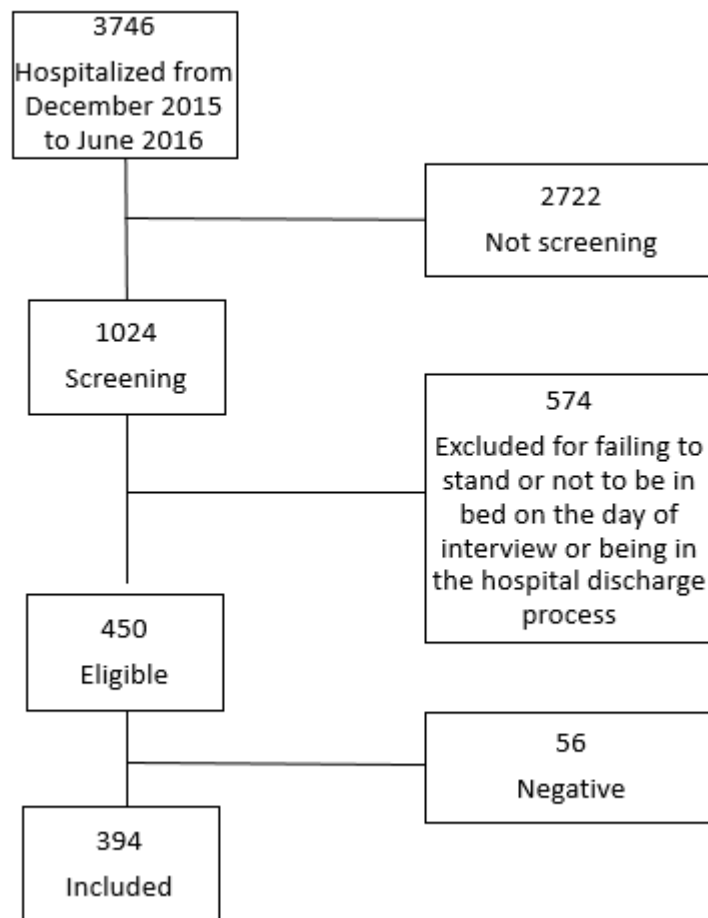 3746
Hospitalized from
December 2015
to June 2016
2722
Not screening
1024
Screening
574
Excluded for failing to
stand or not to be in
bed on the day of
interview or being in
the hospital discharge
process
450
Eligible
56
Negative
394
Included